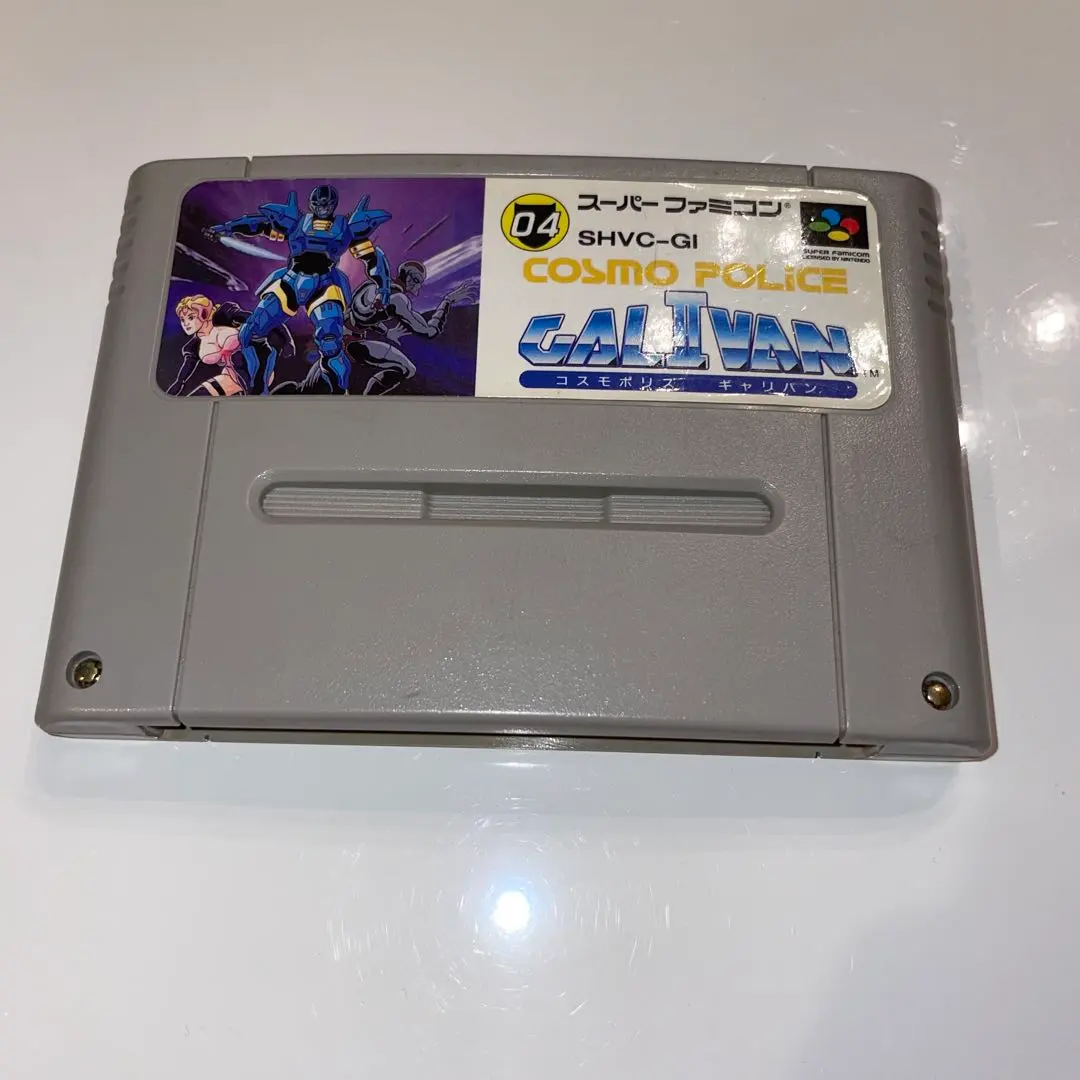 04
スーパーファミコン®
SHVC-GI
SUPER FAMICOM
LICENSED BY NINTENDO
COSMO POLICE
GALIVAN II
TM
コスモポリス ギャリバン